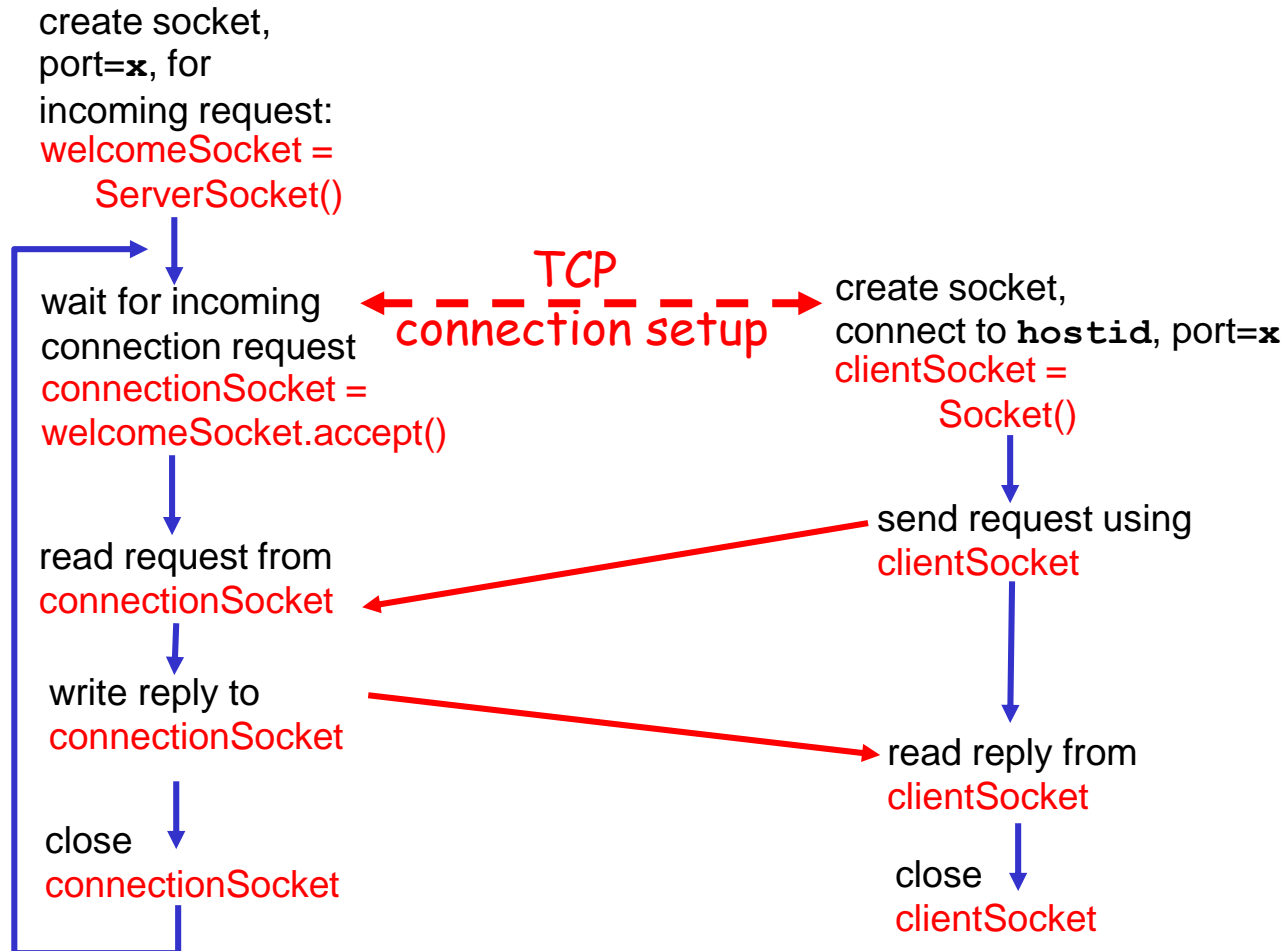 create socket,
port=x, for
incoming request:
welcomeSocket =
ServerSocket()
wait for incoming
connection request
connectionSocket =
welcomeSocket.accept()
read request from
connectionSocket
write reply to
connectionSocket
close
connectionSocket
TCP
connection setup
create socket,
connect to hostid, port=x
clientSocket =
Socket()
send request using
clientSocket
read reply from
clientSocket
close
clientSocket